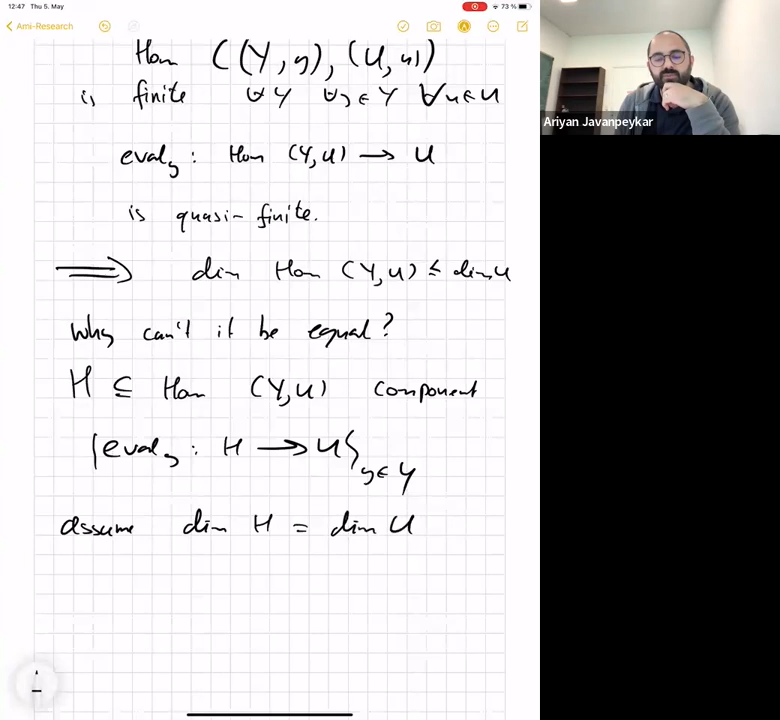 12:47 Thu 5. May
73 %
Ami-Research
Hom ((Y, y), (U, u))
is finite ∀Y ∀y ∈ Y ∀u ∈ U
eval_y : Hom (Y, U) → U
is quasi-finite.
⟹ dim Hom (Y, U) ≤ dim U
Why can't it be equal?
H ⊆ Hom (Y, U) component
{eval_y : H → U}_{y ∈ Y}
assume dim H = dim U
Ariyan Javanpeykar